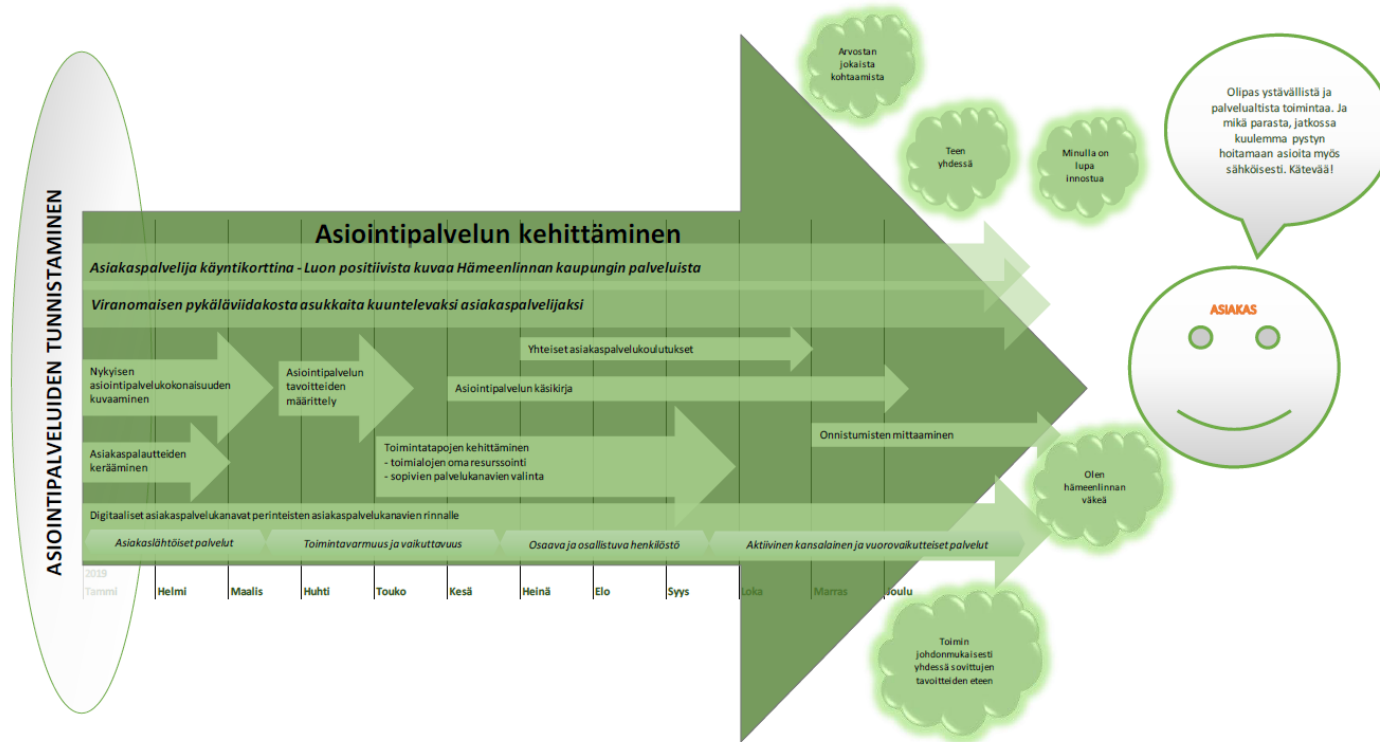 ASIOINTIPALVELUIDEN TUNNISTAMINEN
Asiointipalvelun kehittäminen
Asiakaspalvelija käyntikorttina - Luon positiivista kuvaa Hämeenlinnan kaupungin palveluista
Viranomaisen pykäläviidakosta asukkaita kuuntelevaksi asiakaspalvelijaksi
Yhteiset asiakaspalvelukoulutukset
Nykyisen
asiointipalvelukokonaisuuden
kuvaaminen
Asiointipalvelun
tavoitteiden
määrittely
Asiointipalvelun käsikirja
Asiakaspalautteiden
kerääminen
Toimintatapojen kehittäminen
- toimialojen oma resurssointi
- sopivien palvelukanavien valinta
Onnistumisten mittaaminen
Digitaaliset asiakaspalvelukanavat perinteisten asiakaspalvelukanavien rinnalle
Asiakaslähtöiset palvelut
Toimintavarmuus ja vaikuttavuus
Osaava ja osallistuva henkilöstö
Aktiivinen kansalainen ja vuorovaikutteiset palvelut
2019
Tammi
Helmi
Maalis
Huhti
Touko
Kesä
Heinä
Elo
Syys
Loka
Marras
Joulu
Arvostan
jokaista
kohtaamista
Teen
yhdessä
Minulla on
lupa
innostua
Olipas ystävällistä ja
palvelualtista toimintaa. Ja
mikä parasta, jatkossa
kuulemma pystyn
hoitamaan asioita myös
sähköisesti. Kätevää!
ASIAKAS
Olen
hämeenlinnan
väkeä
Toimin
johdonmukaisesti
yhdessä sovittujen
tavoitteiden eteen